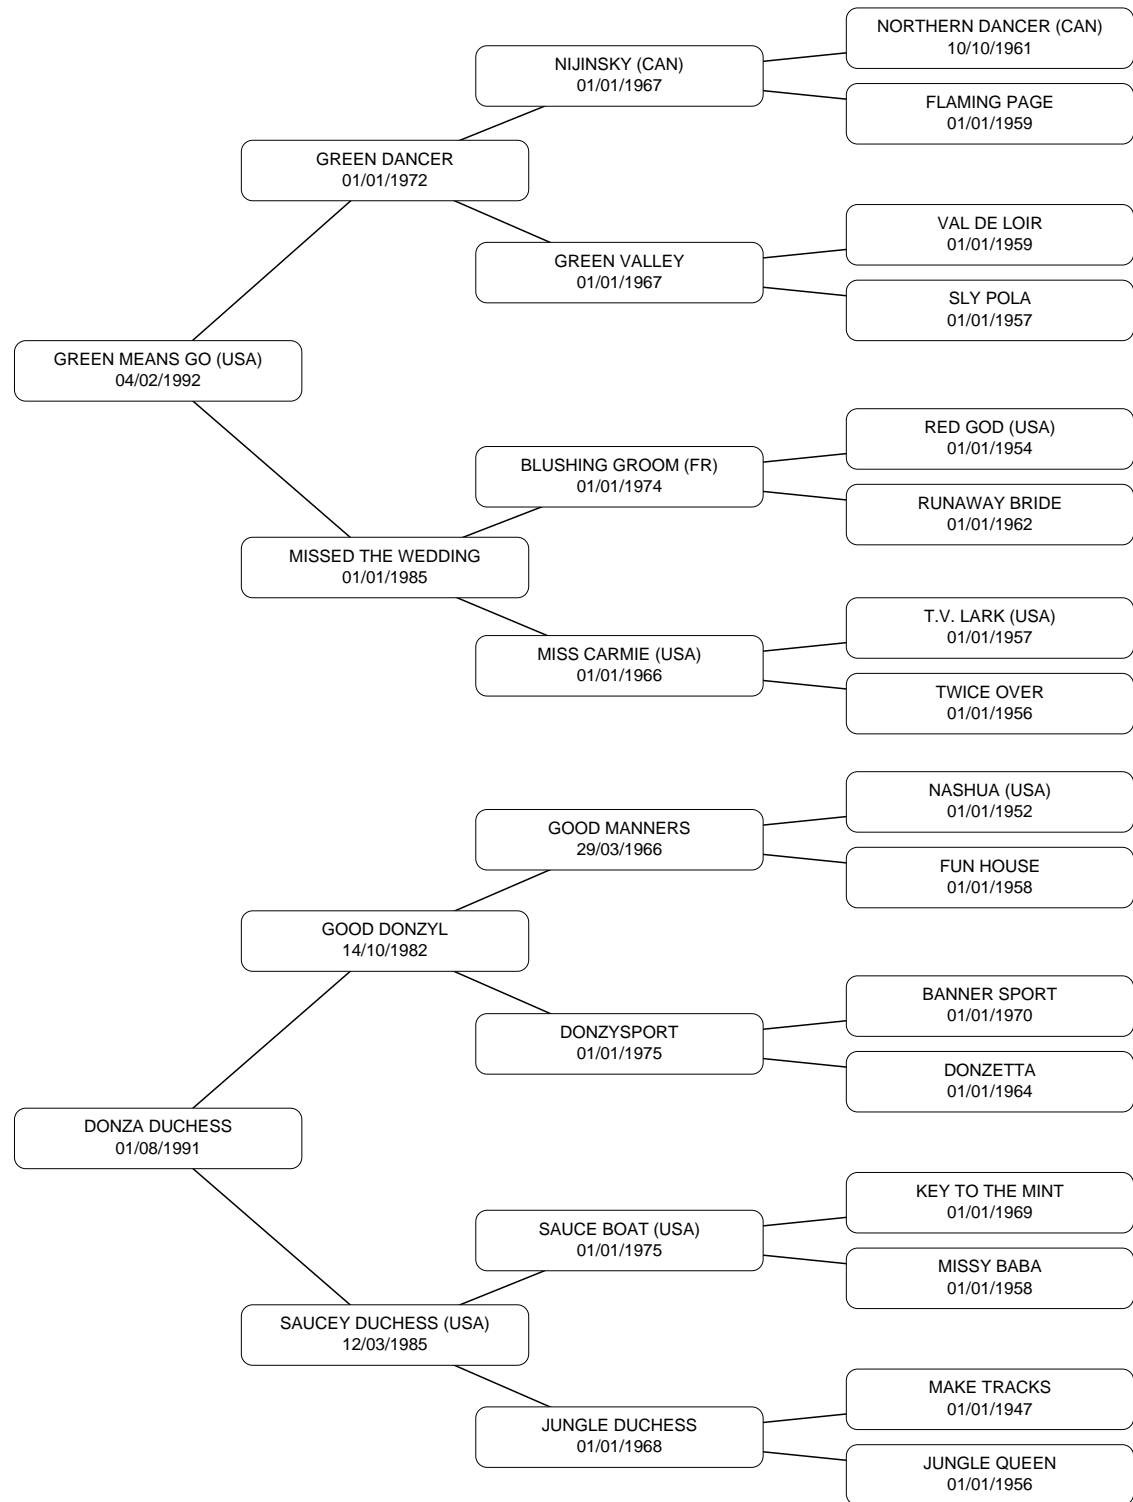 NORTHERN DANCER (CAN)
10/10/1961
NIJINSKY (CAN)
01/01/1967
FLAMING PAGE
01/01/1959
GREEN DANCER
01/01/1972
VAL DE LOIR
01/01/1959
GREEN VALLEY
01/01/1967
SLY POLA
01/01/1957
GREEN MEANS GO (USA)
04/02/1992
RED GOD (USA)
01/01/1954
BLUSHING GROOM (FR)
01/01/1974
RUNAWAY BRIDE
01/01/1962
MISSED THE WEDDING
01/01/1985
T.V. LARK (USA)
01/01/1957
MISS CARMIE (USA)
01/01/1966
TWICE OVER
01/01/1956
NASHUA (USA)
01/01/1952
GOOD MANNERS
29/03/1966
FUN HOUSE
01/01/1958
GOOD DONZYL
14/10/1982
BANNER SPORT
01/01/1970
DONZYSPORT
01/01/1975
DONZETTA
01/01/1964
DONZA DUCHESS
01/08/1991
KEY TO THE MINT
01/01/1969
SAUCE BOAT (USA)
01/01/1975
MISSY BABA
01/01/1958
SAUCEY DUCHESS (USA)
12/03/1985
MAKE TRACKS
01/01/1947
JUNGLE DUCHESS
01/01/1968
JUNGLE QUEEN
01/01/1956